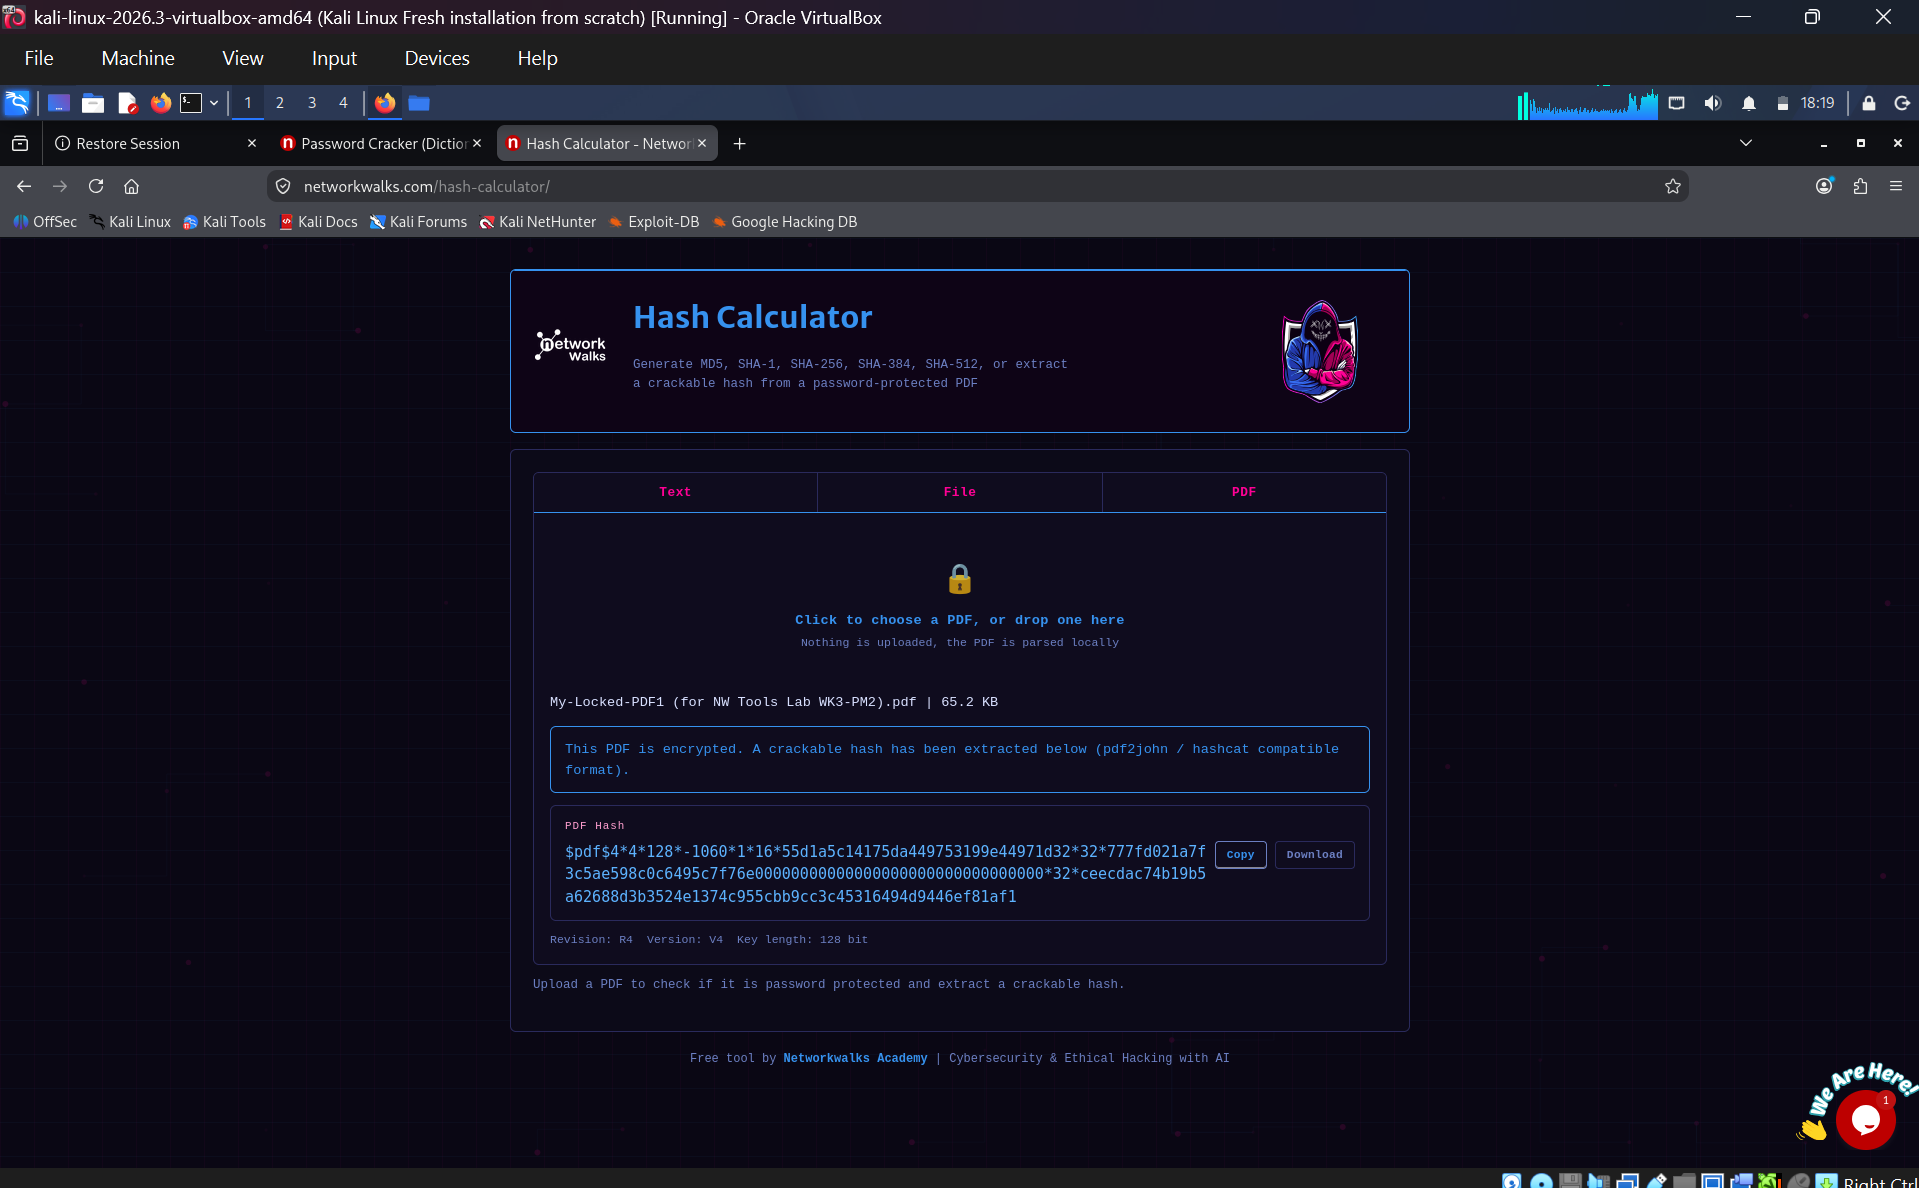 kali-linux-2026.3-virtualbox-amd64 (Kali Linux Fresh installation from scratch) [Running] - Oracle VirtualBox
File Machine View Input Devices Help
1 2 3 4 18:19
Restore Session Password Cracker (Diction Hash Calculator - Networ
networkwalks.com/hash-calculator/
OffSec Kali Linux Kali Tools Kali Docs Kali Forums Kali NetHunter Exploit-DB Google Hacking DB
network Walks
Hash Calculator
Generate MD5, SHA-1, SHA-256, SHA-384, SHA-512, or extract
a crackable hash from a password-protected PDF
Text File PDF
Click to choose a PDF, or drop one here
Nothing is uploaded, the PDF is parsed locally
My-Locked-PDF1 (for NW Tools Lab WK3-PM2).pdf | 65.2 KB
This PDF is encrypted. A crackable hash has been extracted below (pdf2john / hashcat compatible
format).
PDF Hash
$pdf$4*4*128*-1060*1*16*55d1a5c14175da449753199e44971d32*32*777fd021a7f
3c5ae598c0c6495c7f76e00000000000000000000000000000000*32*ceecdac74b19b5
a62688d3b3524e1374c955cbb9cc3c45316494d9446ef81af1
Copy Download
Revision: R4 Version: V4 Key length: 128 bit
Upload a PDF to check if it is password protected and extract a crackable hash.
Free tool by Networkwalks Academy | Cybersecurity & Ethical Hacking with AI
We Are Here!
1
Right Ctrl